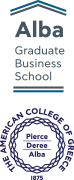 Alba
Graduate
Business
School
THE AMERICAN COLLEGE OF GREECE
Pierce
Deree
Alba
1875